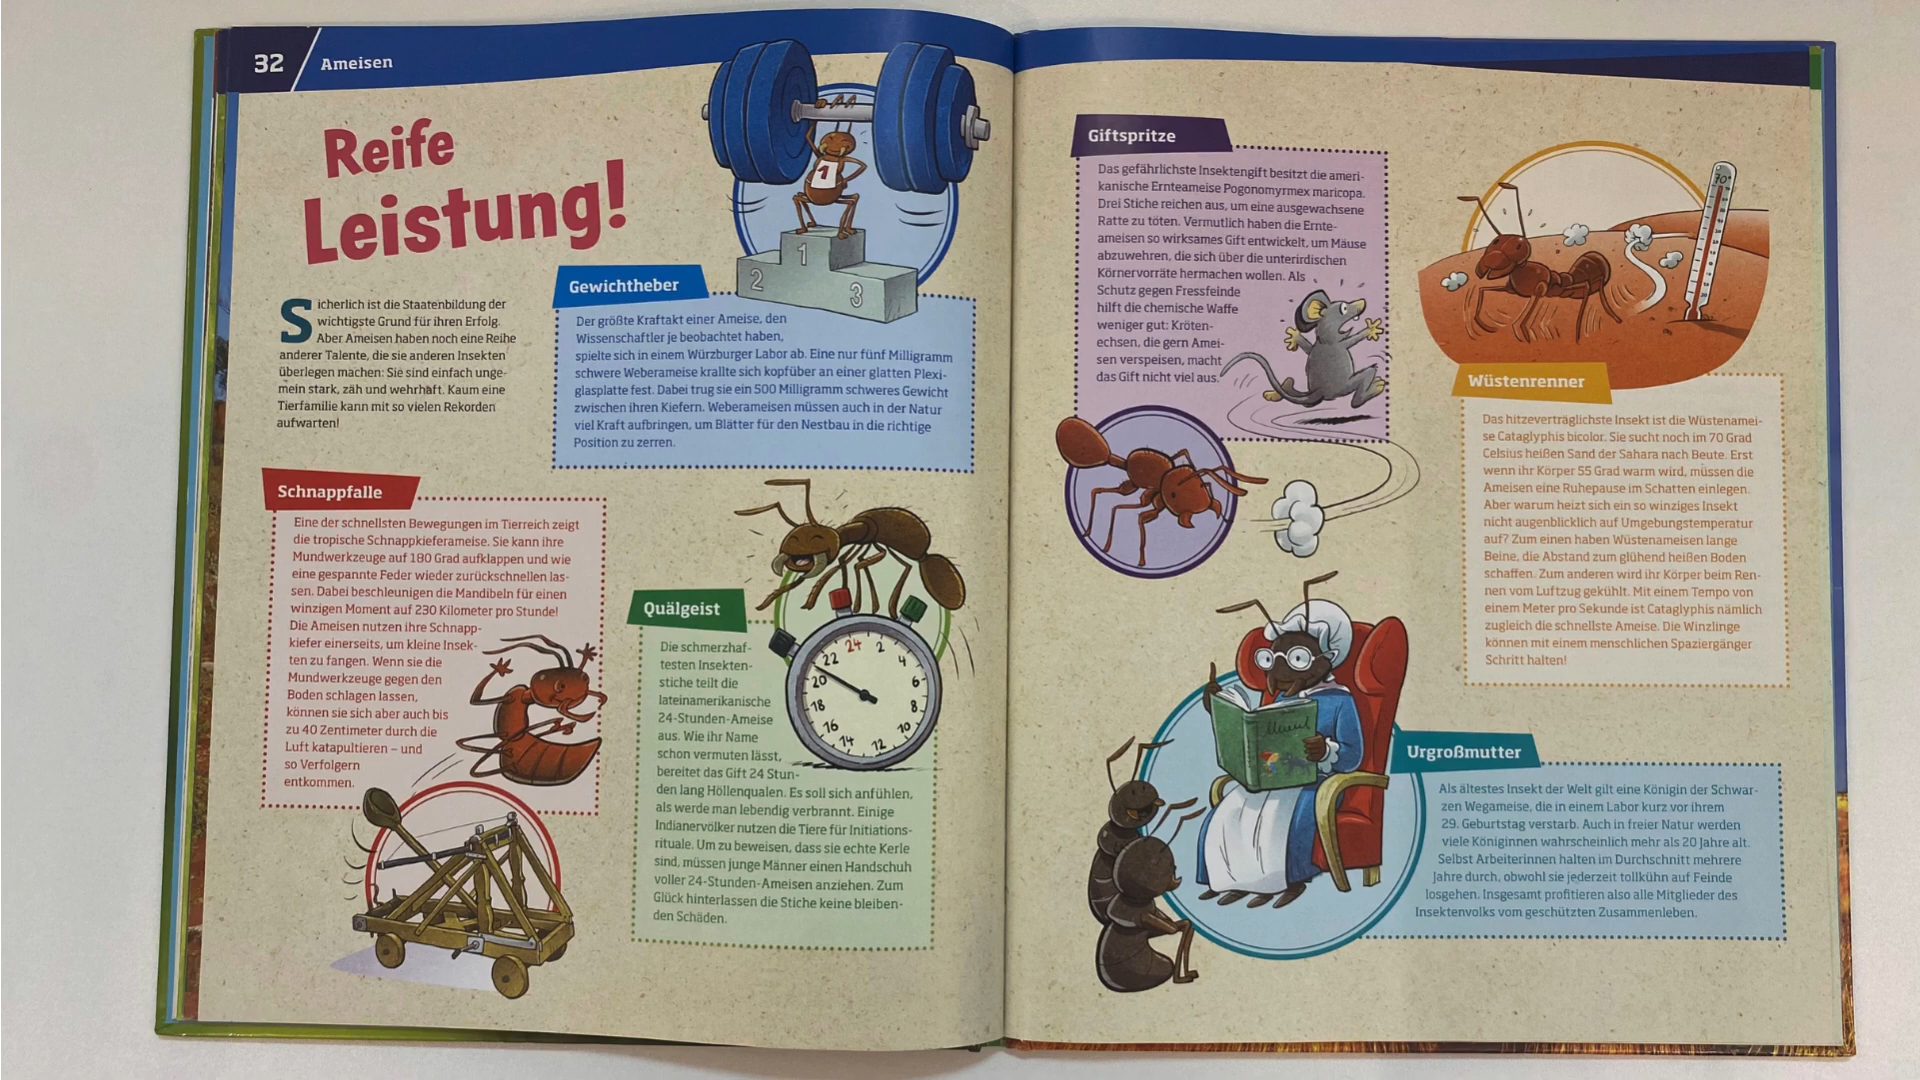 32
Ameisen
Reife
Leistung!
Sicherlich ist die Staatenbildung der
wichtigste Grund für ihren Erfolg.
Aber Ameisen haben noch eine Reihe
anderer Talente, die sie anderen Insekten
überlegen machen: Sie sind einfach unge-
mein stark, zäh und wehrhaft. Kaum eine
Tierfamilie kann mit so vielen Rekorden
aufwarten!
1
1
2
3
Gewichtheber
Der größte Kraftakt einer Ameise, den
Wissenschaftler je beobachtet haben,
spielte sich in einem Würzburger Labor ab. Eine nur fünf Milligramm
schwere Weberameise krallte sich kopfüber an einer glatten Plexi-
glasplatte fest. Dabei trug sie ein 500 Milligramm schweres Gewicht
zwischen ihren Kiefern. Weberameisen müssen auch in der Natur
viel Kraft aufbringen, um Blätter für den Nestbau in die richtige
Position zu zerren.
Schnappfalle
Eine der schnellsten Bewegungen im Tierreich zeigt
die tropische Schnappkieferameise. Sie kann ihre
Mundwerkzeuge auf 180 Grad aufklappen und wie
eine gespannte Feder wieder zurückschnellen las-
sen. Dabei beschleunigen die Mandibeln für einen
winzigen Moment auf 230 Kilometer pro Stunde!
Die Ameisen nutzen ihre Schnapp-
kiefer einerseits, um kleine Insek-
ten zu fangen. Wenn sie die
Mundwerkzeuge gegen den
Boden schlagen lassen,
können sie sich aber auch bis
zu 40 Zentimeter durch die
Luft katapultieren – und
so Verfolgern
entkommen.
Quälgeist
Die schmerzhaf-
testen Insekten-
stiche teilt die
lateinamerikanische
24-Stunden-Ameise
aus. Wie ihr Name
schon vermuten lässt,
bereitet das Gift 24 Stun-
den lang Höllenqualen. Es soll sich anfühlen,
als werde man lebendig verbrannt. Einige
Indianervölker nutzen die Tiere für Initiations-
rituale. Um zu beweisen, dass sie echte Kerle
sind, müssen junge Männer einen Handschuh
voller 24-Stunden-Ameisen anziehen. Zum
Glück hinterlassen die Stiche keine bleiben-
den Schäden.
24
2
4
6
8
10
12
14
16
18
20
22
Giftspritze
Das gefährlichste Insektengift besitzt die ameri-
kanische Ernteameise Pogonomyrmex maricopa.
Drei Stiche reichen aus, um eine ausgewachsene
Ratte zu töten. Vermutlich haben die Ernte-
ameisen so wirksames Gift entwickelt, um Mäuse
abzuwehren, die sich über die unterirdischen
Körnervorräte hermachen wollen. Als
Schutz gegen Fressfeinde
hilft die chemische Waffe
weniger gut: Kröten-
echsen, die gern Amei-
sen verspeisen, macht
das Gift nicht viel aus.
70°
Wüstenrenner
Das hitzeverträglichste Insekt ist die Wüstenamei-
se Cataglyphis bicolor. Sie sucht noch im 70 Grad
Celsius heißen Sand der Sahara nach Beute. Erst
wenn ihr Körper 55 Grad warm wird, müssen die
Ameisen eine Ruhepause im Schatten einlegen.
Aber warum heizt sich ein so winziges Insekt
nicht augenblicklich auf Umgebungstemperatur
auf? Zum einen haben Wüstenameisen lange
Beine, die Abstand zum glühend heißen Boden
schaffen. Zum anderen wird ihr Körper beim Ren-
nen vom Luftzug gekühlt. Mit einem Tempo von
einem Meter pro Sekunde ist Cataglyphis nämlich
zugleich die schnellste Ameise. Die Winzlinge
können mit einem menschlichen Spaziergänger
Schritt halten!
Urgroßmutter
Als ältestes Insekt der Welt gilt eine Königin der Schwar-
zen Wegameise, die in einem Labor kurz vor ihrem
29. Geburtstag verstarb. Auch in freier Natur werden
viele Königinnen wahrscheinlich mehr als 20 Jahre alt.
Selbst Arbeiterinnen halten im Durchschnitt mehrere
Jahre durch, obwohl sie jederzeit tollkühn auf Feinde
losgehen. Insgesamt profitieren also alle Mitglieder des
Insektenvolks vom geschützten Zusammenleben.